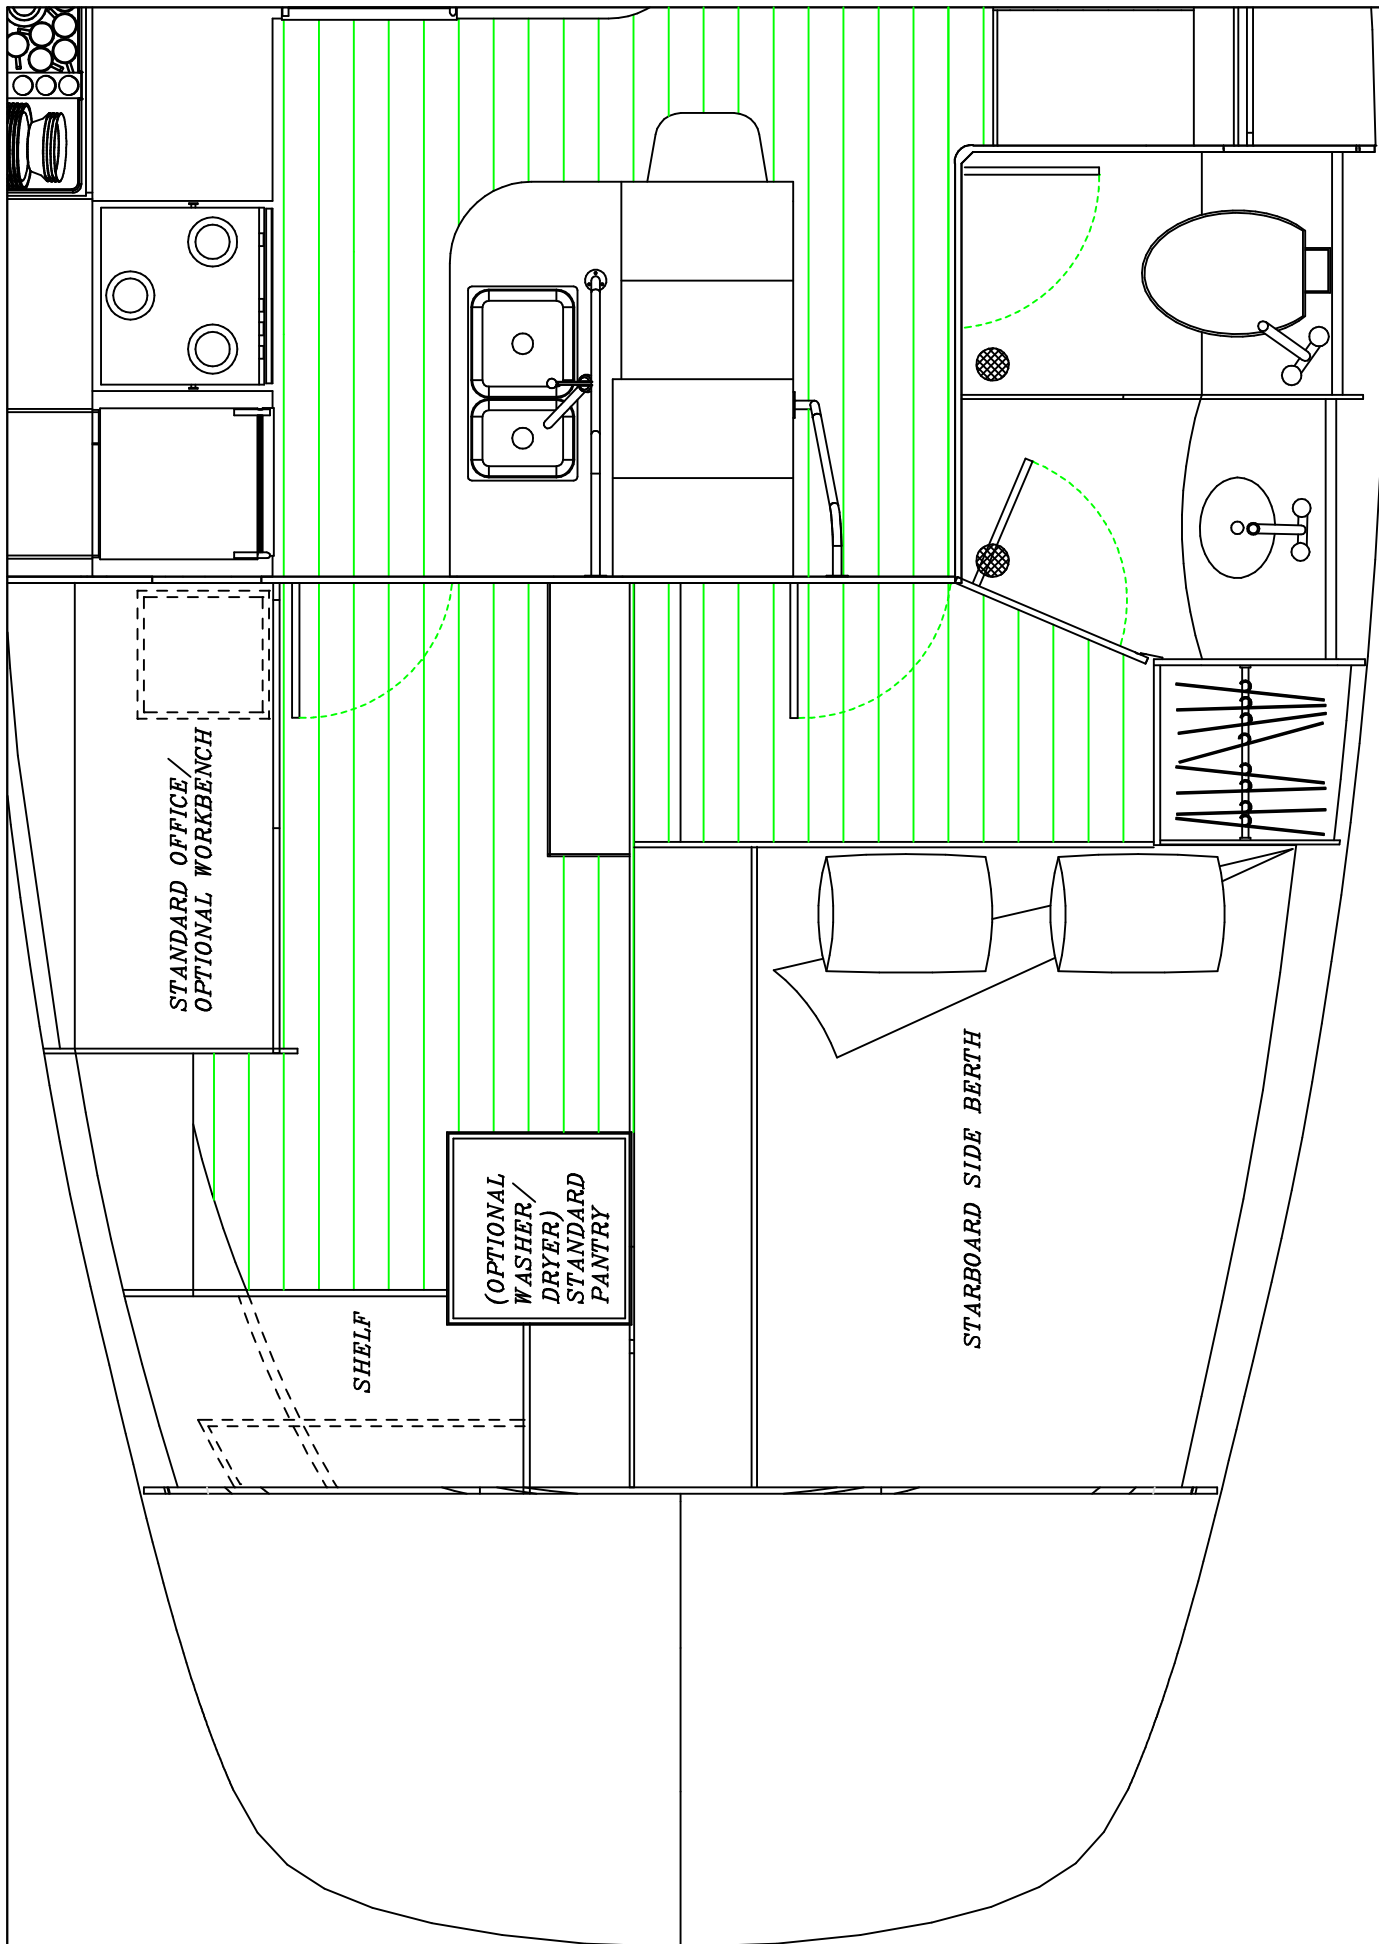 STANDARD OFFICE/
OPTIONAL WORKBENCH
STARBOARD SIDE BERTH
(OPTIONAL
WASHER/
DRYER)
STANDARD
PANTRY
SHELF